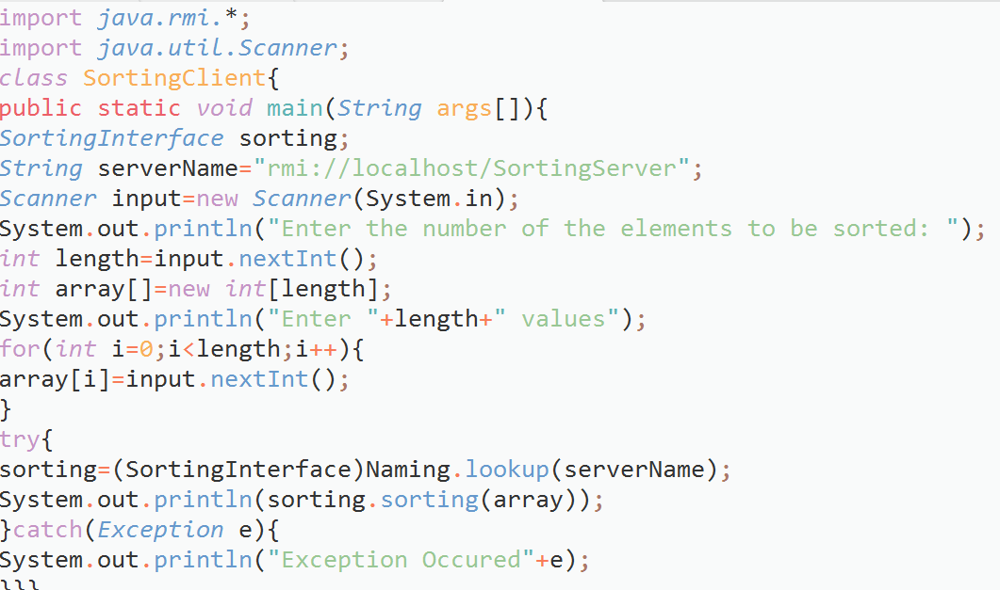 import java.rmi.*;
import java.util.Scanner;
class SortingClient{
public static void main(String args[]){
SortingInterface sorting;
String serverName="rmi://localhost/SortingServer";
Scanner input=new Scanner(System.in);
System.out.println("Enter the number of the elements to be sorted: ");
int length=input.nextInt();
int array[]=new int[length];
System.out.println("Enter "+length+" values");
for(int i=0;i<length;i++){
array[i]=input.nextInt();
}
try{
sorting=(SortingInterface)Naming.lookup(serverName);
System.out.println(sorting.sorting(array));
}catch(Exception e){
System.out.println("Exception Occured"+e);
}}}